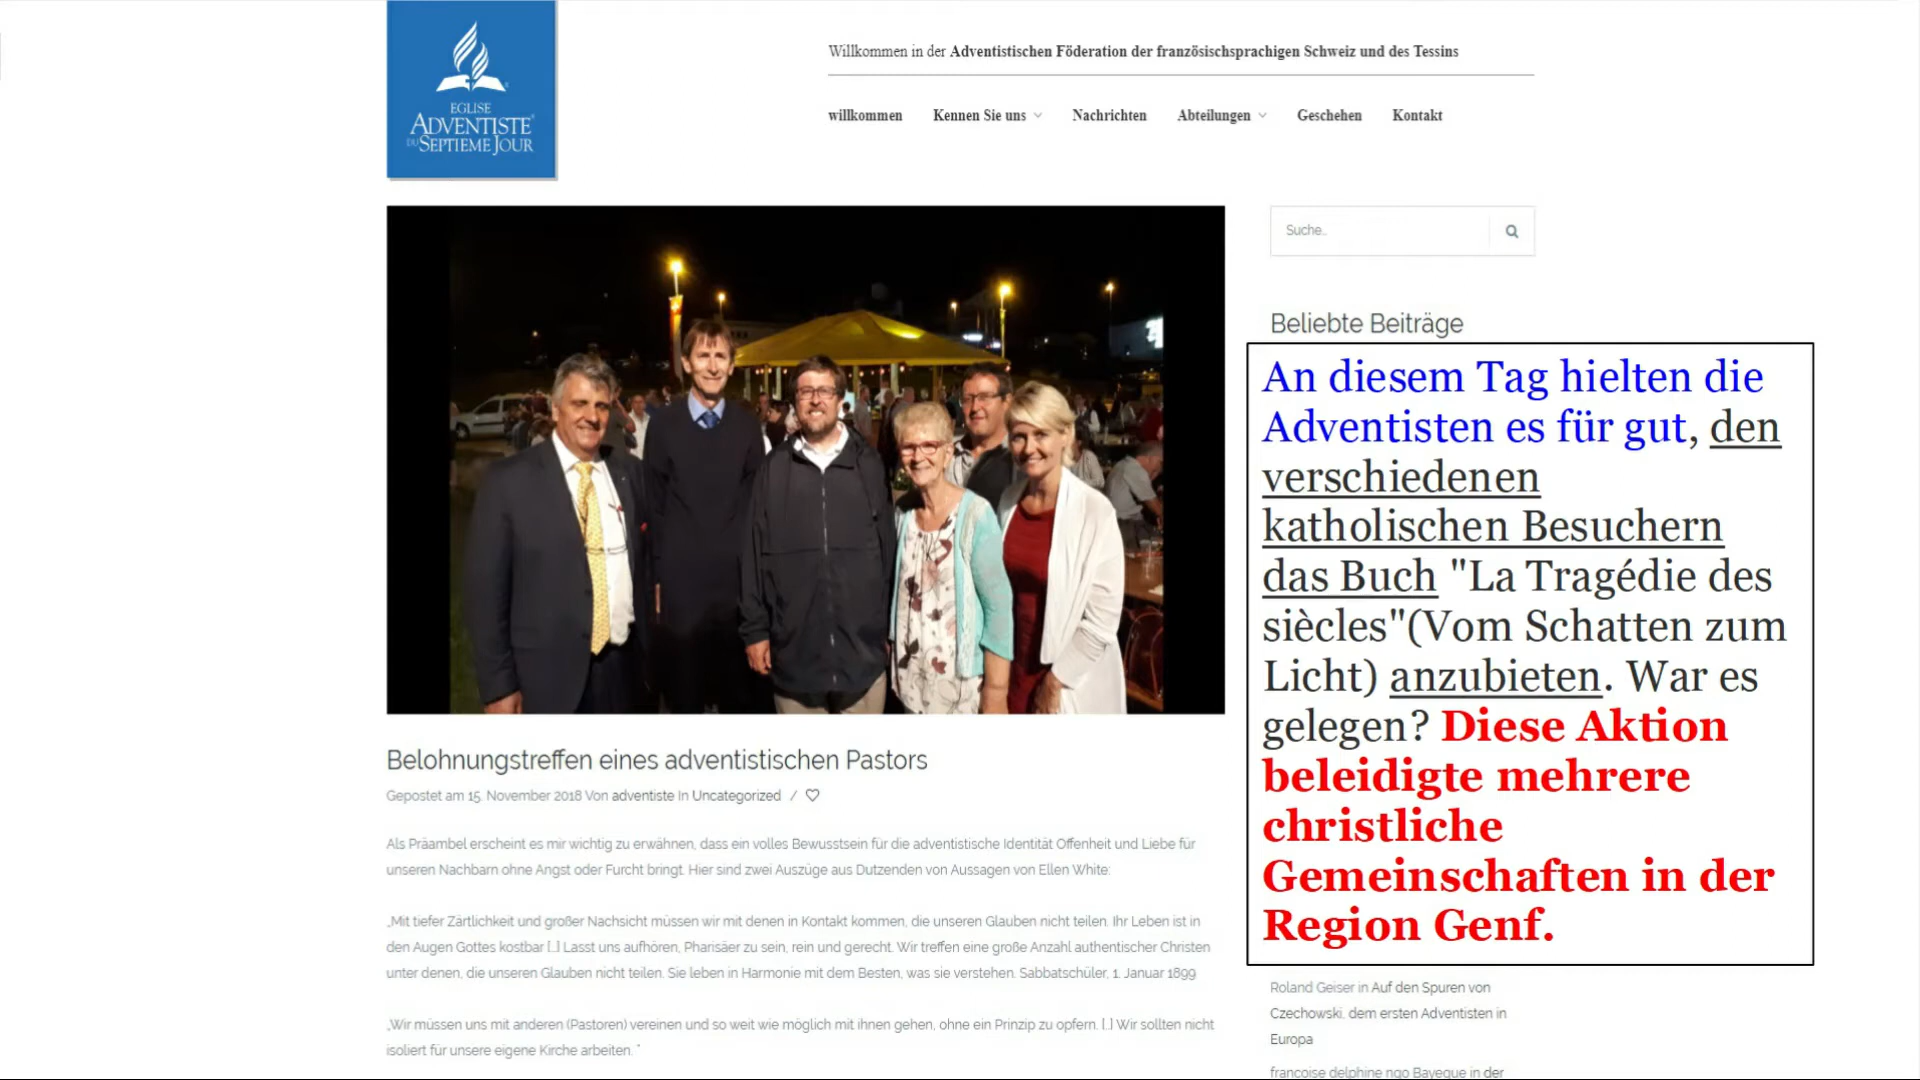 EGLISE
ADVENTISTE
DU SEPTIEME JOUR
Willkommen in der Adventistischen Föderation der französischsprachigen Schweiz und des Tessins
willkommen Kennen Sie uns Nachrichten Abteilungen Geschehen Kontakt
Suche..
Beliebte Beiträge
An diesem Tag hielten die
Adventisten es für gut, den
verschiedenen
katholischen Besuchern
das Buch "La Tragédie des
siècles"(Vom Schatten zum
Licht) anzubieten. War es
gelegen? Diese Aktion
beleidigte mehrere
christliche
Gemeinschaften in der
Region Genf.
Belohnungstreffen eines adventistischen Pastors
Gepostet am 15. November 2018 Von adventiste In Uncategorized /
Als Präambel erscheint es mir wichtig zu erwähnen, dass ein volles Bewusstsein für die adventistische Identität Offenheit und Liebe für
unseren Nachbarn ohne Angst oder Furcht bringt. Hier sind zwei Auszüge aus Dutzenden von Aussagen von Ellen White:
„Mit tiefer Zärtlichkeit und großer Nachsicht müssen wir mit denen in Kontakt kommen, die unseren Glauben nicht teilen. Ihr Leben ist in
den Augen Gottes kostbar [..] Lasst uns aufhören, Pharisäer zu sein, rein und gerecht. Wir treffen eine große Anzahl authentischer Christen
unter denen, die unseren Glauben nicht teilen. Sie leben in Harmonie mit dem Besten, was sie verstehen. Sabbatschüler, 1. Januar 1899
„Wir müssen uns mit anderen (Pastoren) vereinen und so weit wie möglich mit ihnen gehen, ohne ein Prinzip zu opfern. [..] Wir sollten nicht
isoliert für unsere eigene Kirche arbeiten. "
Roland Geiser in Auf den Spuren von
Czechowski, dem ersten Adventisten in
Europa
francoise delphine ngo Bayeque in der